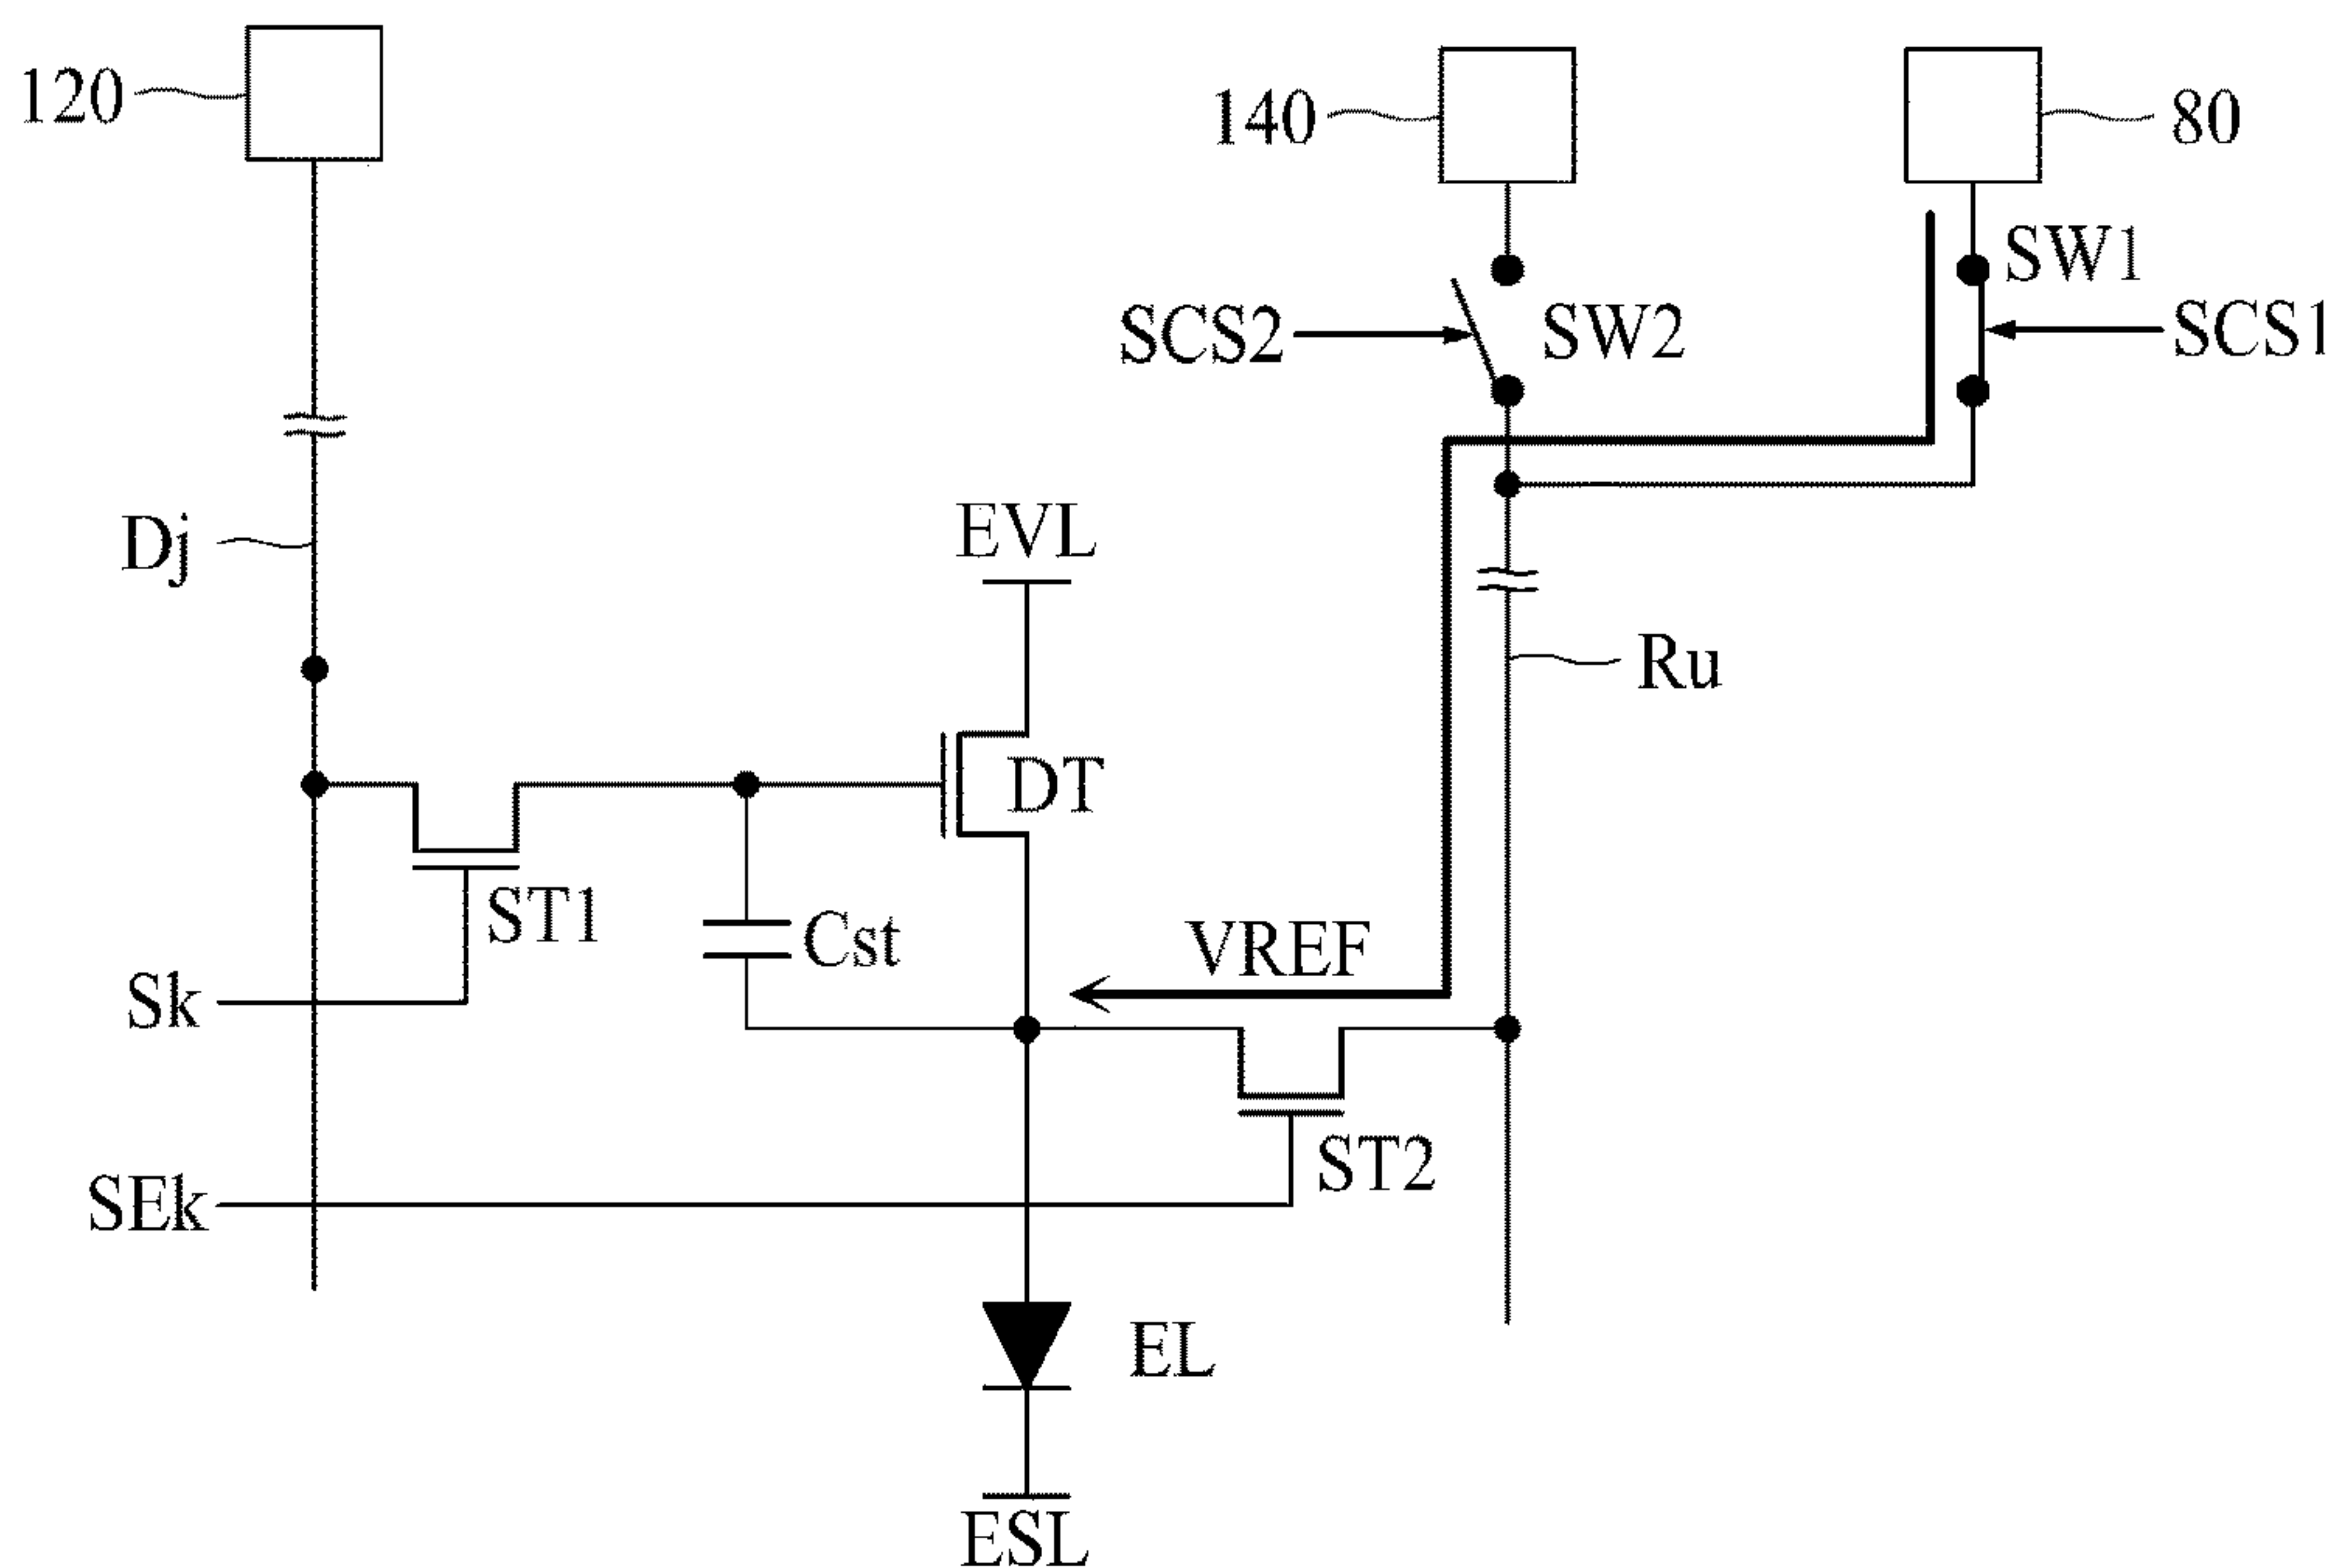 120
140
80
SW1
SCS2
SW2
SCS1
EVL
Dj
Ru
DT
ST1
Cst
VREF
Sk
ST2
SEk
EL
ESL